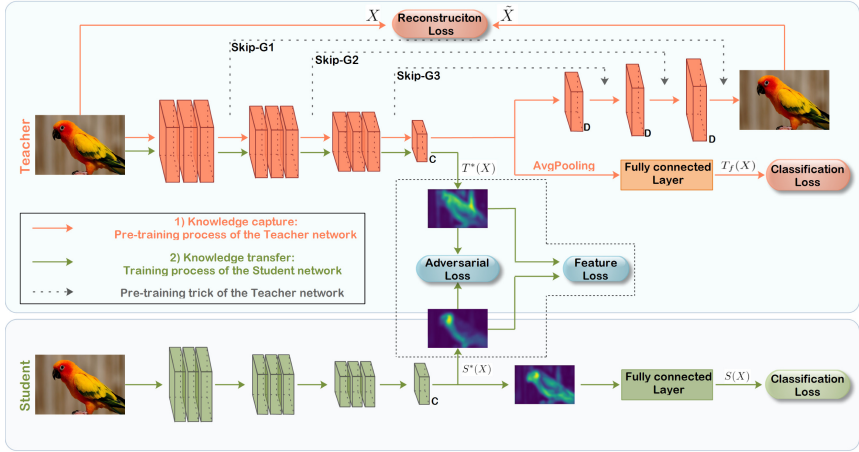 X
Reconstruciton
Loss
X̃
Skip-G1
Skip-G2
Skip-G3
Teacher
D
D
D
C
T*(X)
AvgPooling
Fully connected
Layer
T_f(X)
Classification
Loss
1) Knowledge capture:
Pre-training process of the Teacher network
2) Knowledge transfer:
Training process of the Student network
Pre-training trick of the Teacher network
Adversarial
Loss
Feature
Loss
Student
C
S*(X)
Fully connected
Layer
S(X)
Classification
Loss